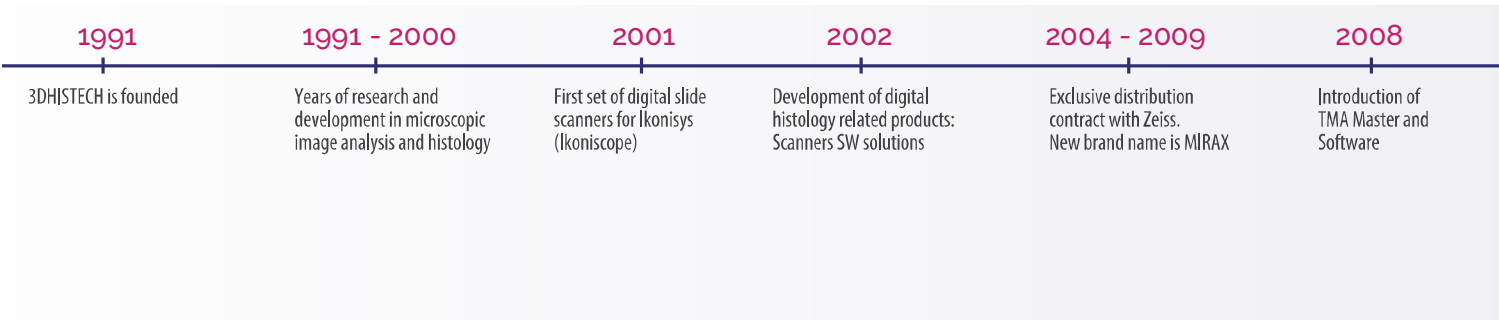 1991
3DHISTECH is founded
1991 - 2000
Years of research and
development in microscopic
image analysis and histology
2001
First set of digital slide
scanners for Ikonisys
(Ikoniscope)
2002
Development of digital
histology related products:
Scanners SW solutions
2004 - 2009
Exclusive distribution
contract with Zeiss.
New brand name is MIRAX
2008
Introduction of
TMA Master and
Software